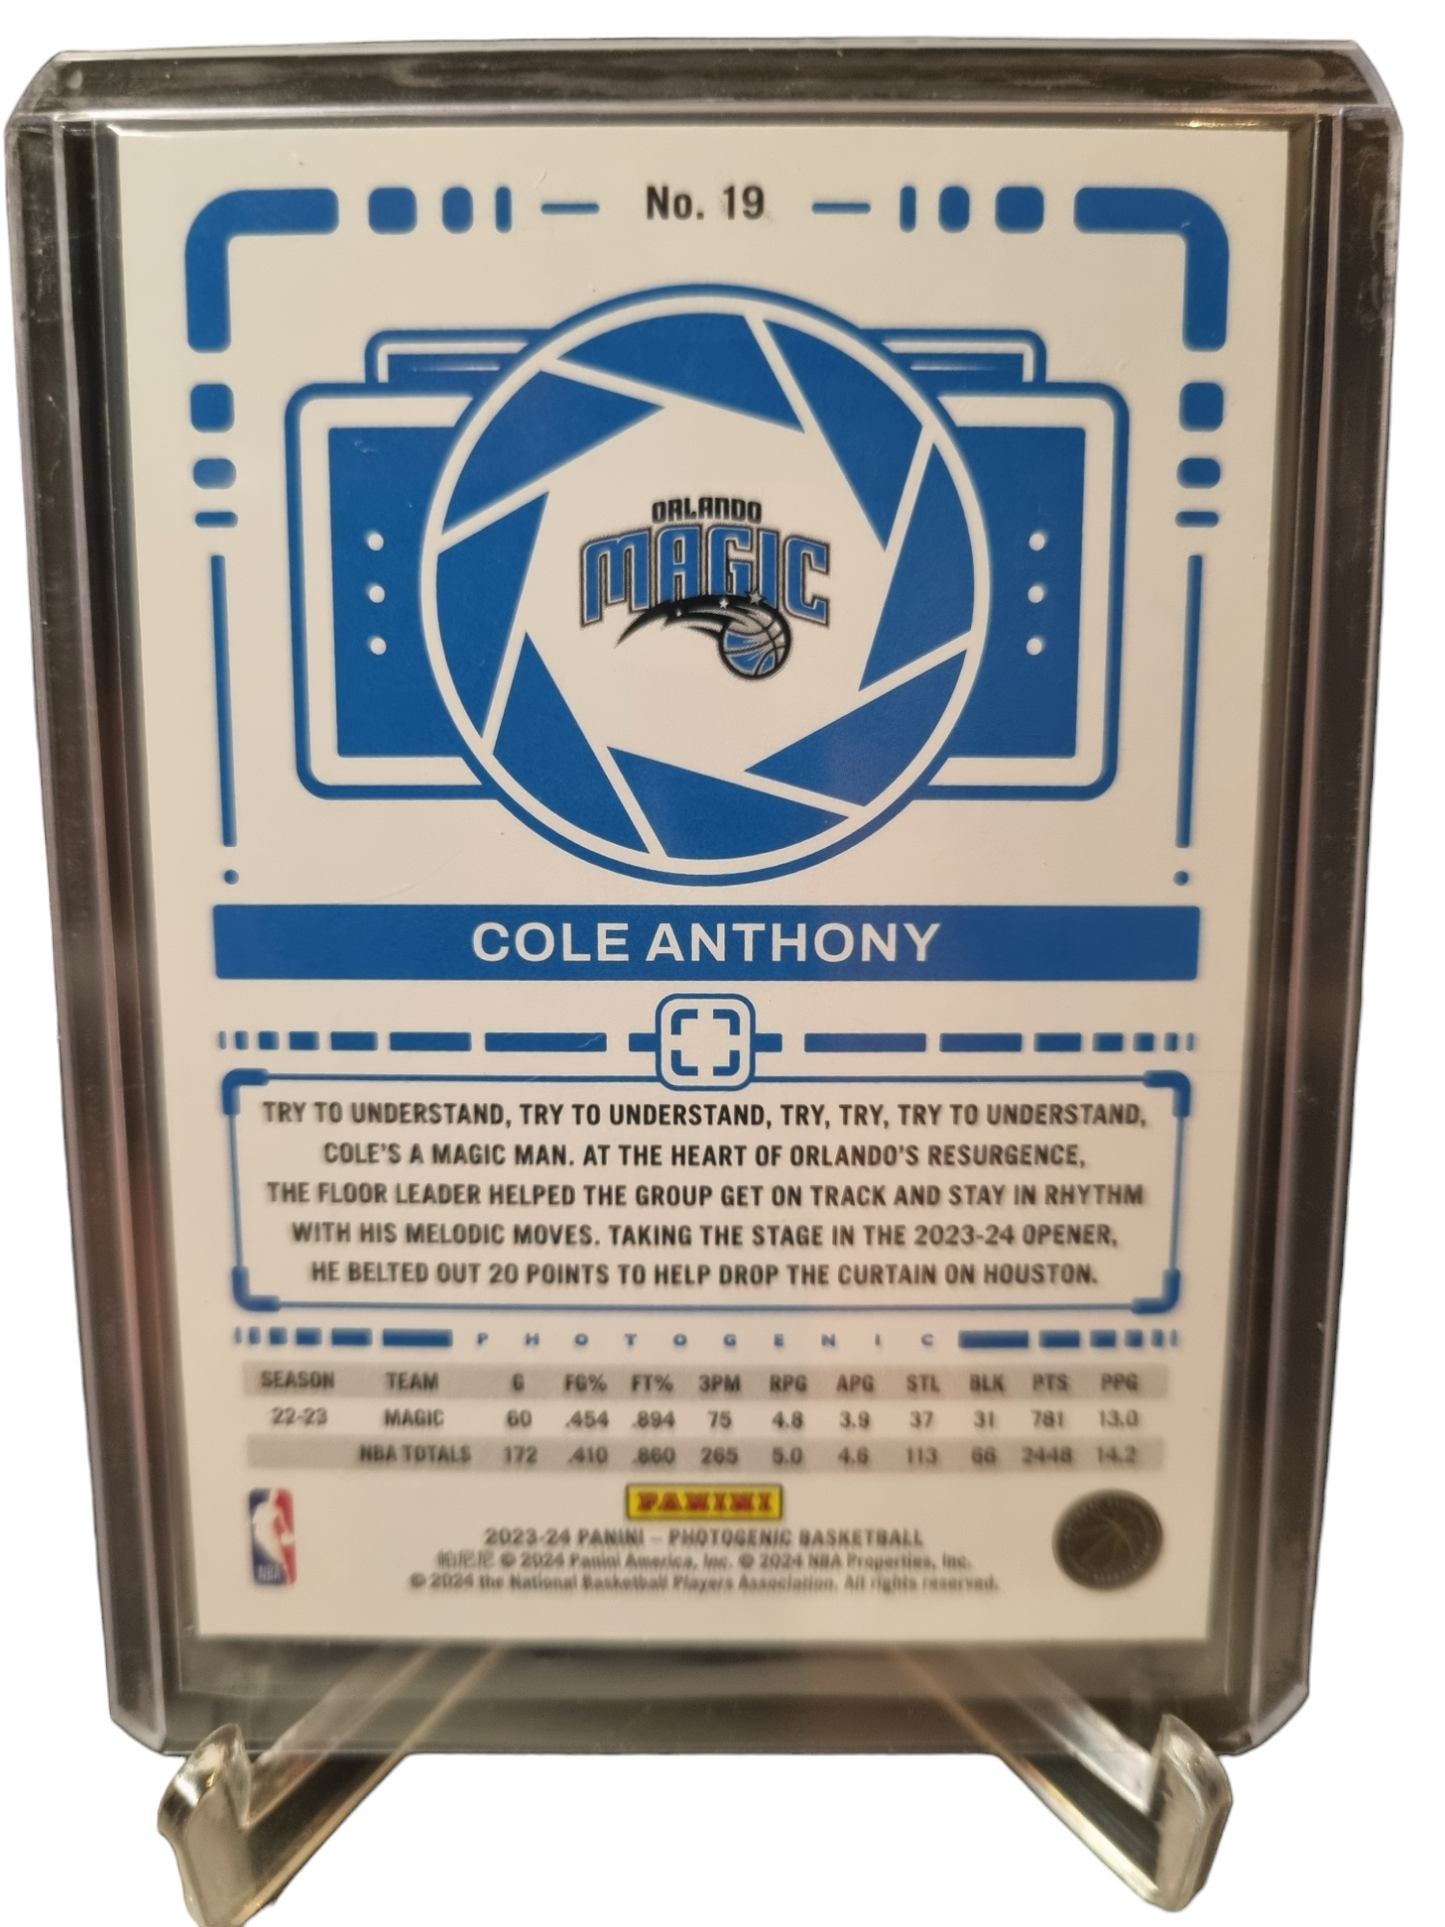 No. 19
ORLANDO
MAGIC
COLE ANTHONY
TRY TO UNDERSTAND, TRY TO UNDERSTAND, TRY, TRY, TRY TO UNDERSTAND,
COLE'S A MAGIC MAN. AT THE HEART OF ORLANDO'S RESURGENCE,
THE FLOOR LEADER HELPED THE GROUP GET ON TRACK AND STAY IN RHYTHM
WITH HIS MELODIC MOVES. TAKING THE STAGE IN THE 2023-24 OPENER,
HE BELTED OUT 20 POINTS TO HELP DROP THE CURTAIN ON HOUSTON.
PHOTOGENIC
SEASON TEAM G FG% FT% 3PM RPG APG STL BLK PTS PPG
22-23 MAGIC 60 .454 .894 75 4.8 3.9 37 31 781 13.0
NBA TOTALS 172 .410 .860 265 5.0 4.6 113 66 2448 14.2
PANINI
2023-24 PANINI – PHOTOGENIC BASKETBALL
帕尼尼 © 2024 Panini America, Inc. © 2024 NBA Properties, Inc.
© 2024 the National Basketball Players Association. All rights reserved.
NBA